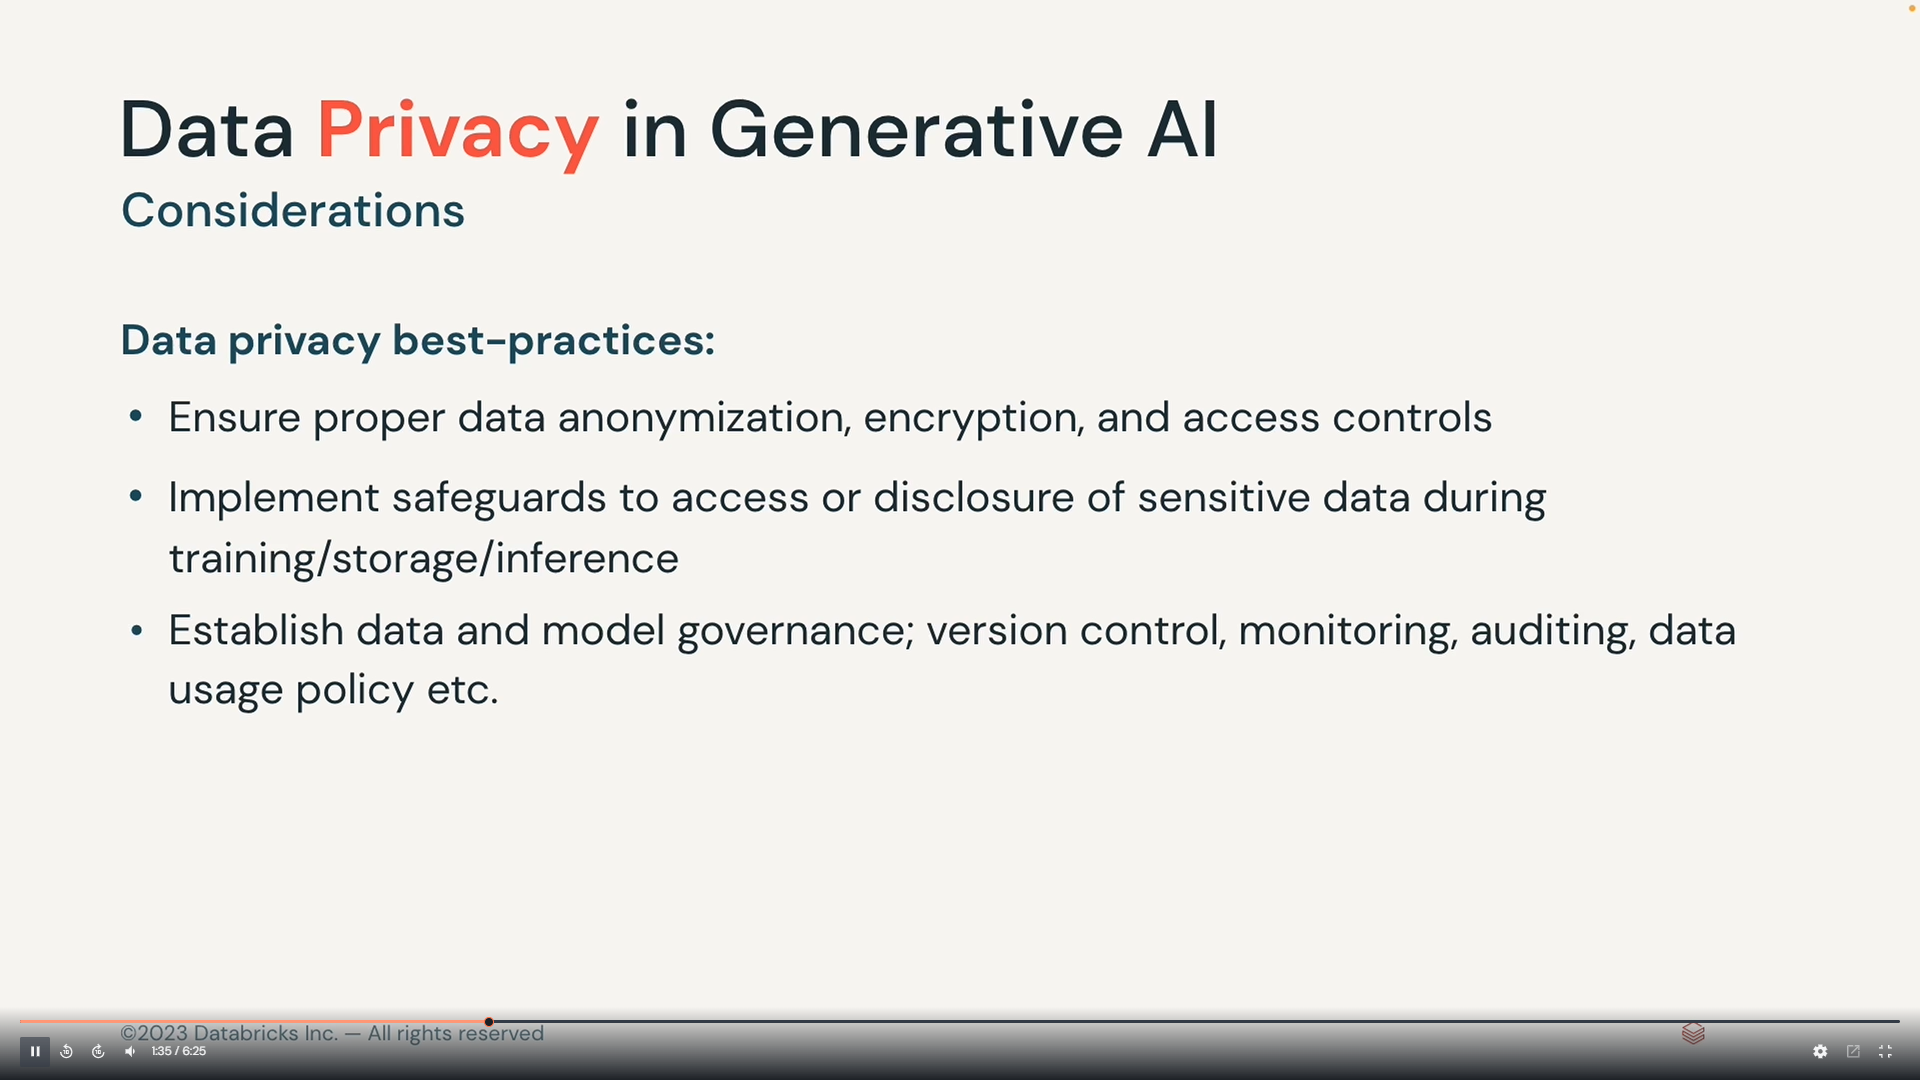 Data Privacy in Generative AI
Considerations
Data privacy best-practices:
• Ensure proper data anonymization, encryption, and access controls
• Implement safeguards to access or disclosure of sensitive data during
training/storage/inference
• Establish data and model governance; version control, monitoring, auditing, data
usage policy etc.
©2023 Databricks Inc. — All rights reserved
1:35 / 6:25